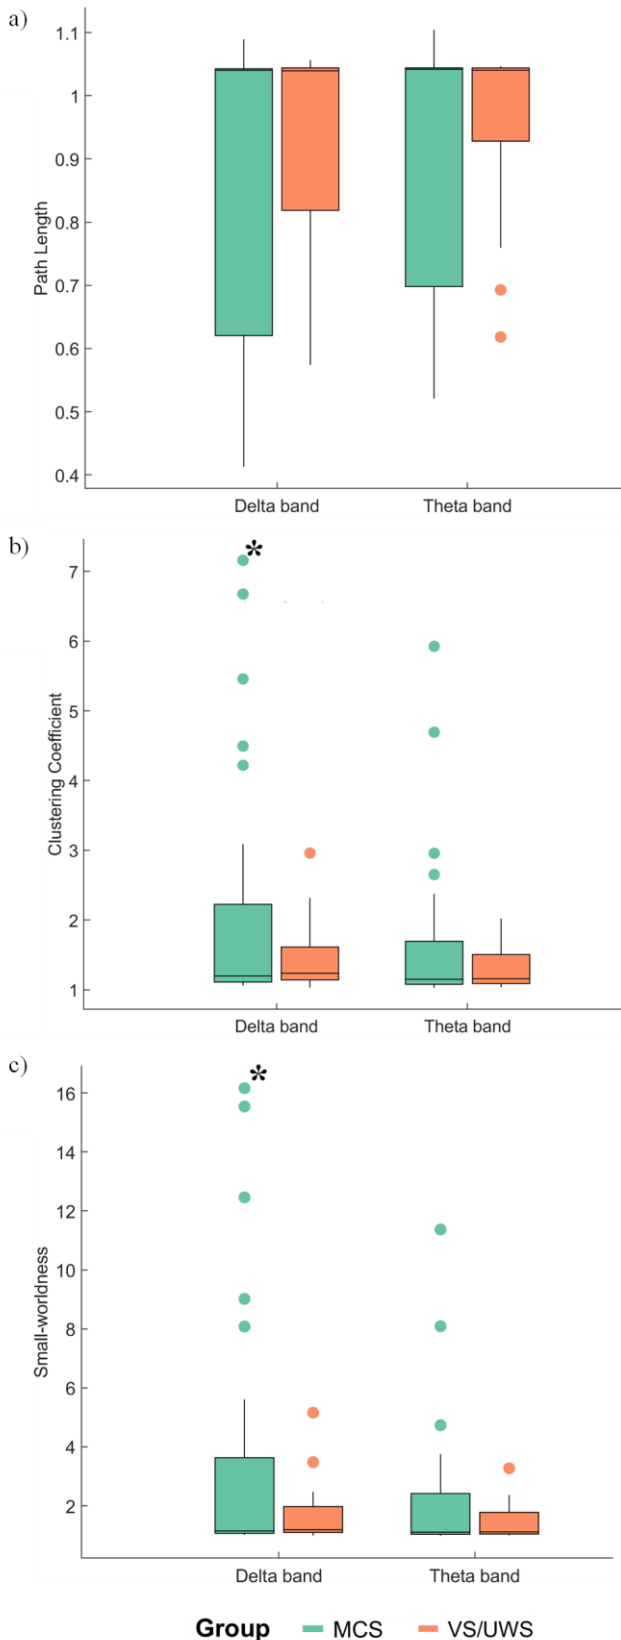 a)
1.1
1
0.9
0.8
0.7
0.6
0.5
0.4
Path Length
Delta band Theta band
b)
7
6
5
4
3
2
1
Clustering Coefficient
*
Delta band Theta band
c)
16
14
12
10
8
6
4
2
Small-worldness
*
Delta band Theta band
Group MCS VS/UWS